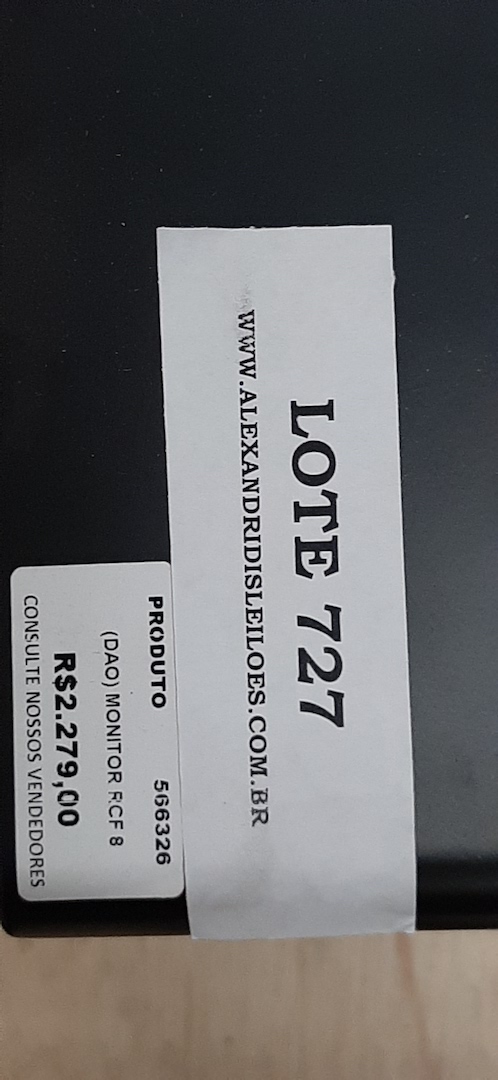 LOTE 727
WWW.ALEXANDRIDISLEILOES.COM.BR
PRODUTO 566326
(DAO) MONITOR RCF 8
R$2.279,00
CONSULTE NOSSOS VENDEDORES